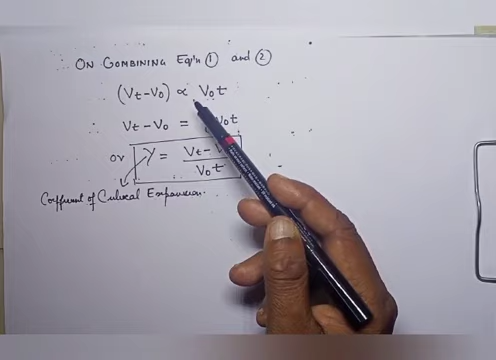 ∴ ON COMBINING Eqn ① and ②
(Vt-V₀) ∝ V₀t
∴ Vt-V₀ = V₀t
or γ = Vt- / V₀t
Coefficient of Cubical Expansion.